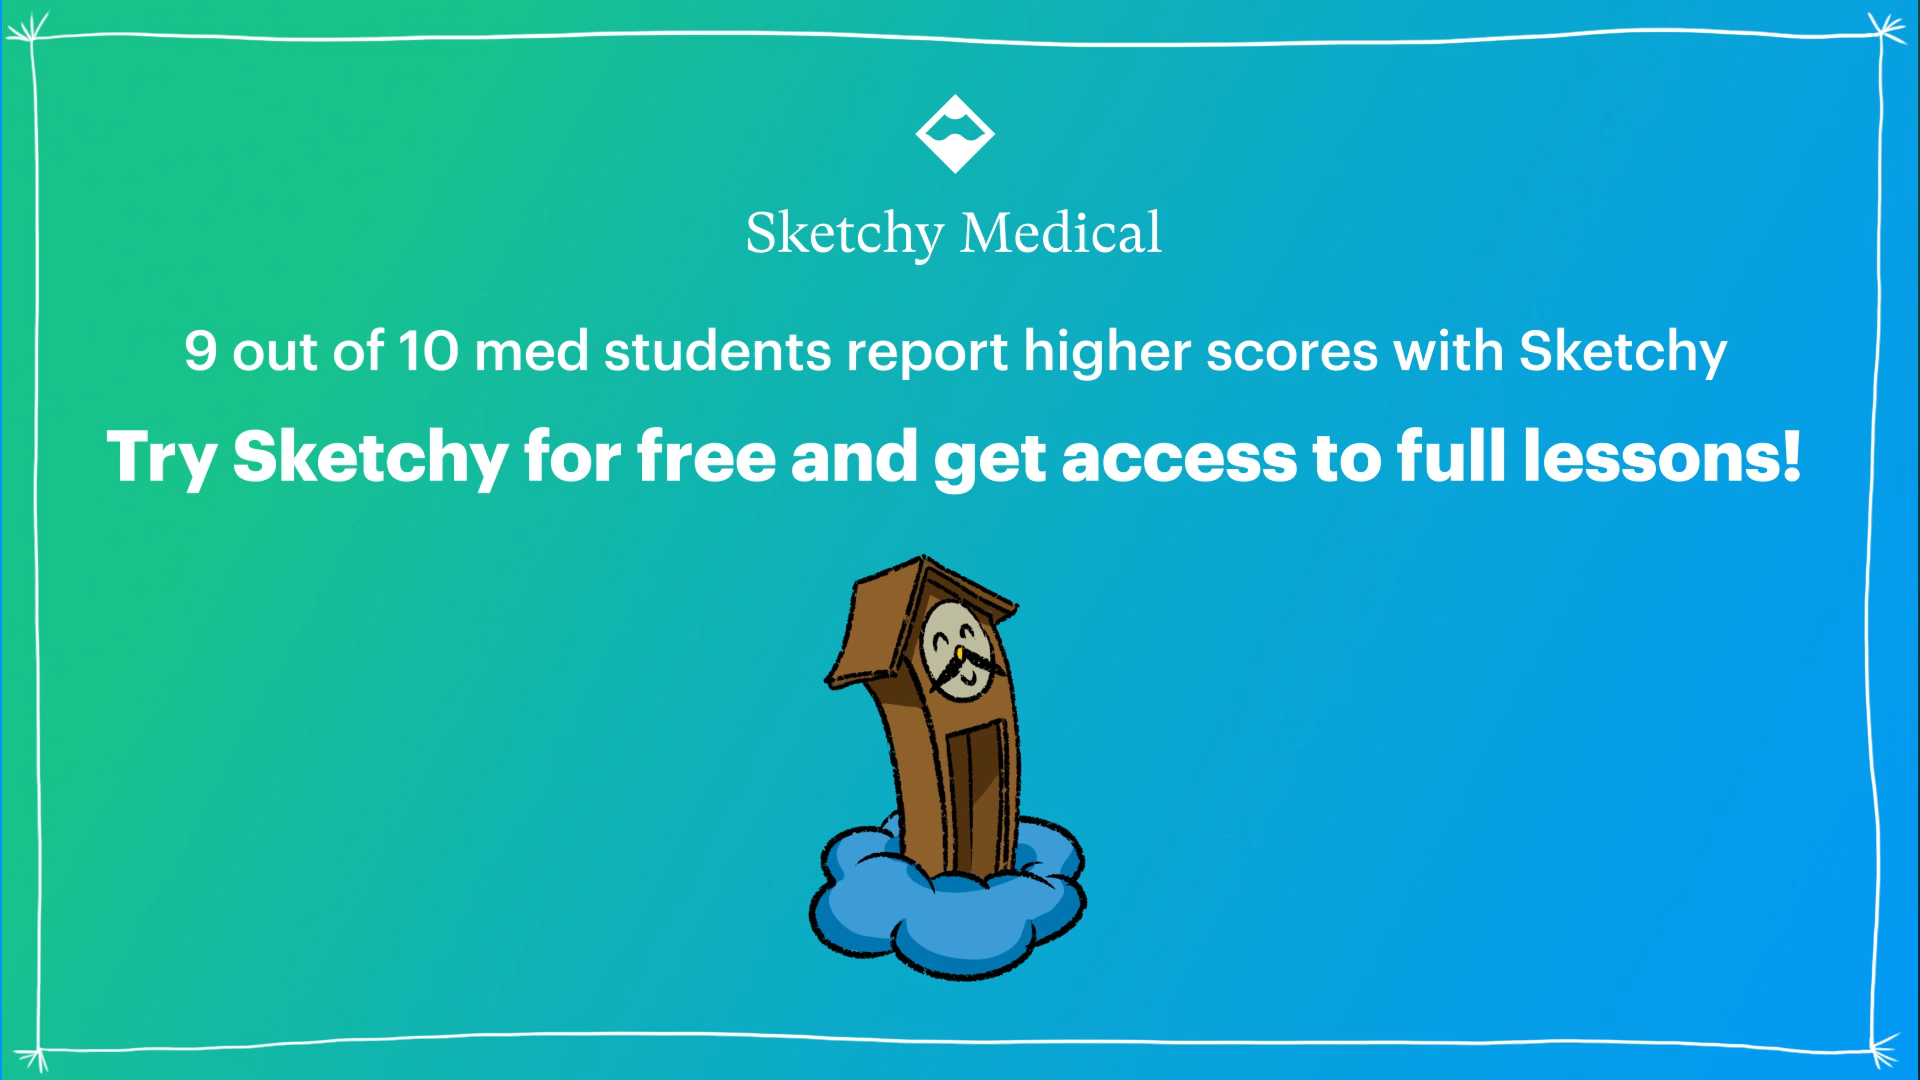 Sketchy Medical
9 out of 10 med students report higher scores with Sketchy
Try Sketchy for free and get access to full lessons!